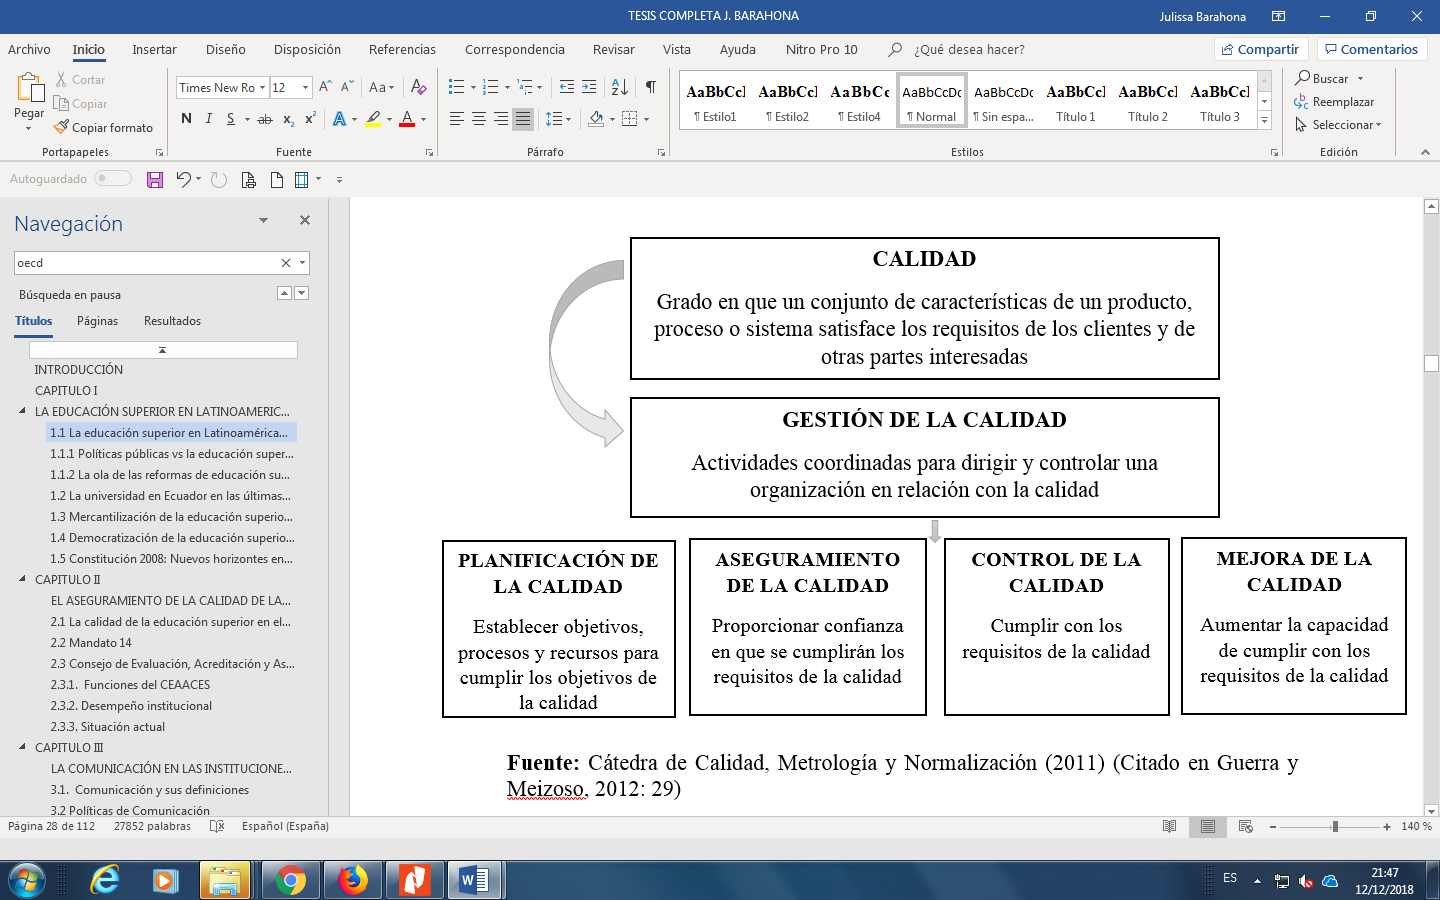 TESIS COMPLETA J. BARAHONA
Julissa Barahona
Archivo Inicio Insertar Diseño Disposición Referencias Correspondencia Revisar Vista Ayuda Nitro Pro 10 ¿Qué desea hacer? Compartir Comentarios
Pegar
Cortar
Copiar
Copiar formato
Portapapeles
Times New Ro 12
Aa
N K S ab x₂ x²
Fuente
Párrafo
AaBbCcI AaBbCcI AaBbCc AaBbCcDc AaBbCcDc AaBbCcI AaBbCcI AaBbCcI
¶ Estilo1 ¶ Estilo2 ¶ Estilo4 ¶ Normal ¶ Sin espa... Título 1 Título 2 Título 3
Estilos
Buscar
Reemplazar
Seleccionar
Edición
Autoguardado
Navegación
oecd
Búsqueda en pausa
Títulos Páginas Resultados
INTRODUCCIÓN
CAPITULO I
LA EDUCACIÓN SUPERIOR EN LATINOAMERIC...
1.1 La educación superior en Latinoamérica...
1.1.1 Políticas públicas vs la educación super...
1.1.2 La ola de las reformas de educación su...
1.2 La universidad en Ecuador en las últimas...
1.3 Mercantilización de la educación superio...
1.4 Democratización de la educación superio...
1.5 Constitución 2008: Nuevos horizontes en...
CAPITULO II
EL ASEGURAMIENTO DE LA CALIDAD DE LA...
2.1 La calidad de la educación superior en el...
2.2 Mandato 14
2.3 Consejo de Evaluación, Acreditación y As...
2.3.1. Funciones del CEAACES
2.3.2. Desempeño institucional
2.3.3. Situación actual
CAPITULO III
LA COMUNICACIÓN EN LAS INSTITUCIONE...
3.1. Comunicación y sus definiciones
3.2 Políticas de Comunicación
CALIDAD
Grado en que un conjunto de características de un producto,
proceso o sistema satisface los requisitos de los clientes y de
otras partes interesadas
GESTIÓN DE LA CALIDAD
Actividades coordinadas para dirigir y controlar una
organización en relación con la calidad
PLANIFICACIÓN DE
LA CALIDAD
Establecer objetivos,
procesos y recursos para
cumplir los objetivos de
la calidad
ASEGURAMIENTO
DE LA CALIDAD
Proporcionar confianza
en que se cumplirán los
requisitos de la calidad
CONTROL DE LA
CALIDAD
Cumplir con los
requisitos de la calidad
MEJORA DE LA
CALIDAD
Aumentar la capacidad
de cumplir con los
requisitos de la calidad
Fuente: Cátedra de Calidad, Metrología y Normalización (2011) (Citado en Guerra y
Meizoso, 2012: 29)
Página 28 de 112 27852 palabras Español (España) 140 %
ES
21:47
12/12/2018